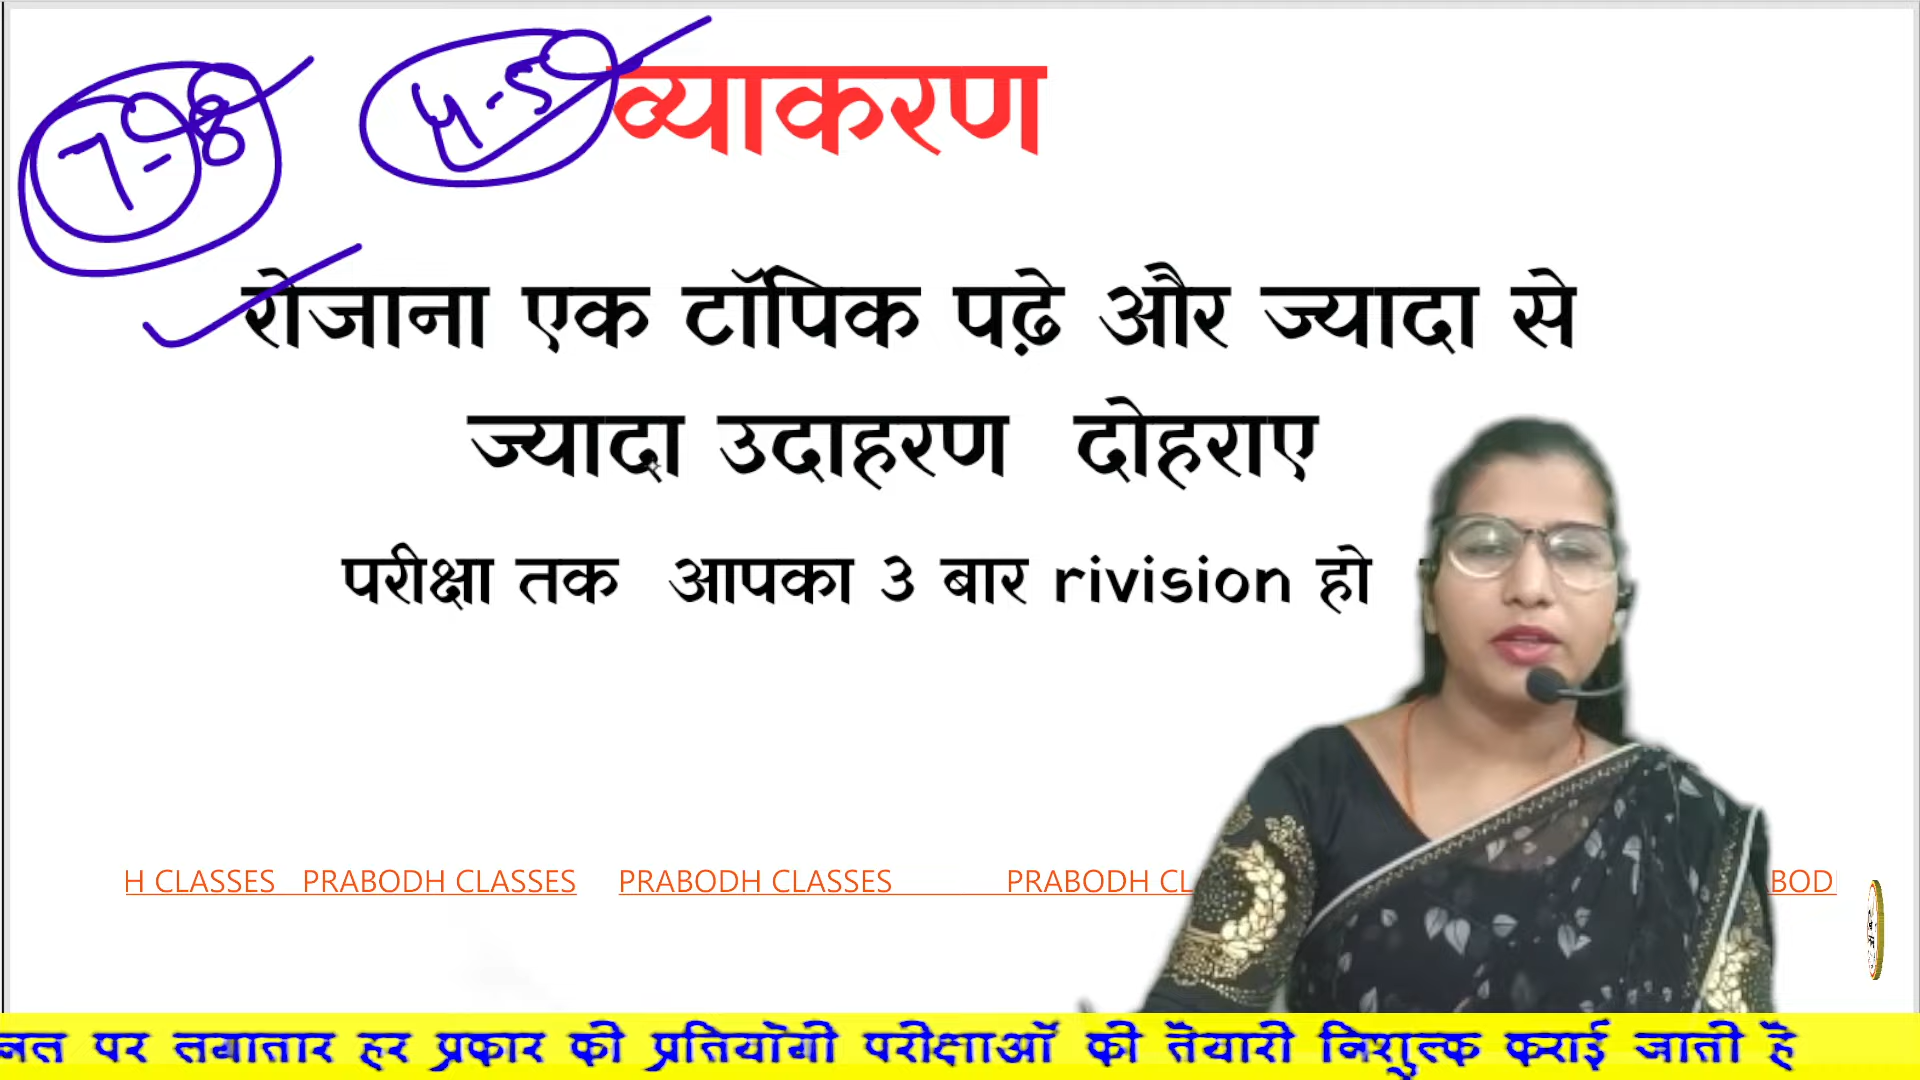 7-8 4-5 व्याकरण
रोजाना एक टॉपिक पढ़े और ज्यादा से
ज्यादा उदाहरण दोहराए
परीक्षा तक आपका 3 बार rivision हो
H CLASSES PRABODH CLASSES PRABODH CLASSES PRABODH CL BOD
पर लगातार हर प्रकार की प्रतियोगी परीक्षाओं की तैयारी निशुल्क कराई जाती है